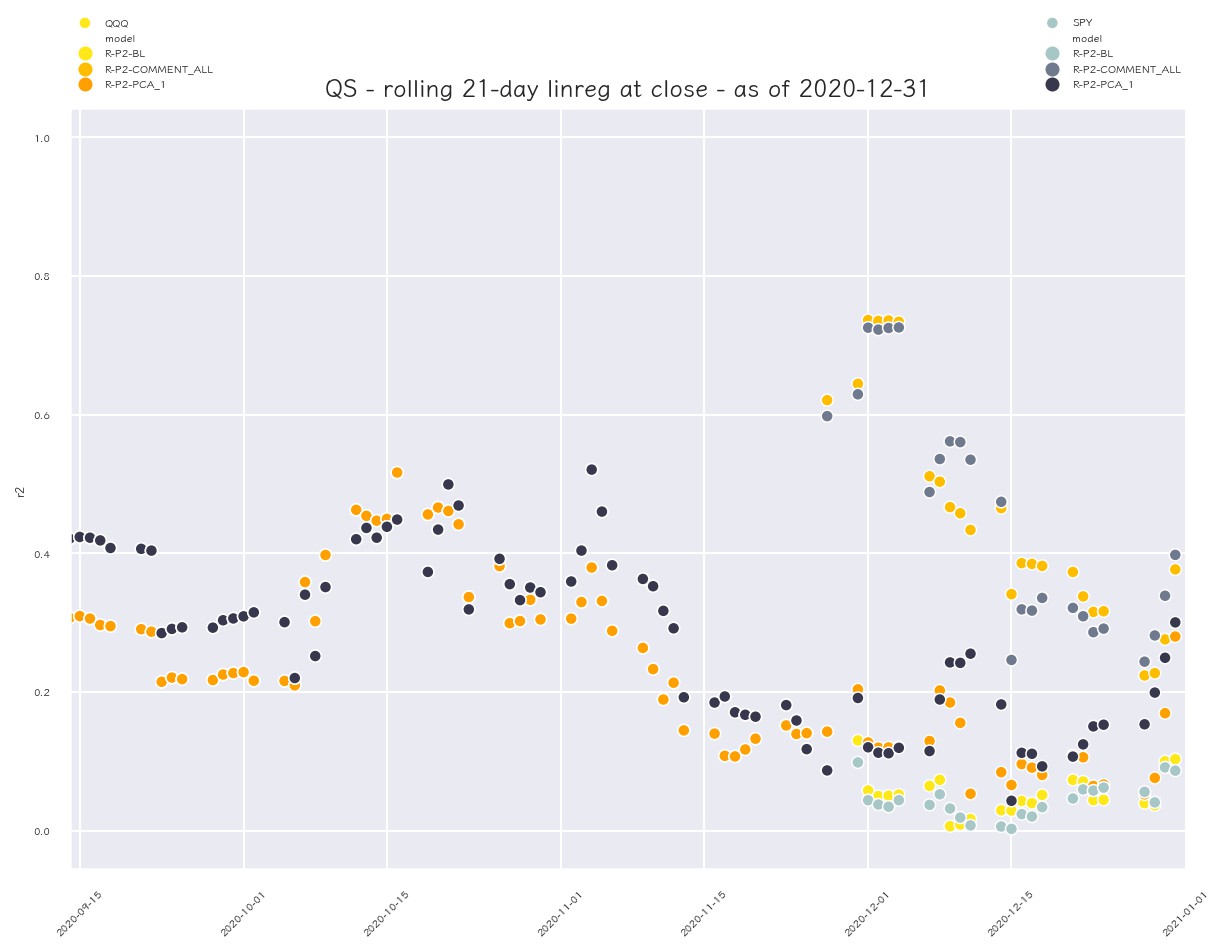 QQQ
model
R-P2-BL
R-P2-COMMENT_ALL
R-P2-PCA_1
SPY
model
R-P2-BL
R-P2-COMMENT_ALL
R-P2-PCA_1
QS - rolling 21-day linreg at close - as of 2020-12-31
1.0
0.8
0.6
0.4
0.2
0.0
r2
2020-09-15
2020-10-01
2020-10-15
2020-11-01
2020-11-15
2020-12-01
2020-12-15
2021-01-01